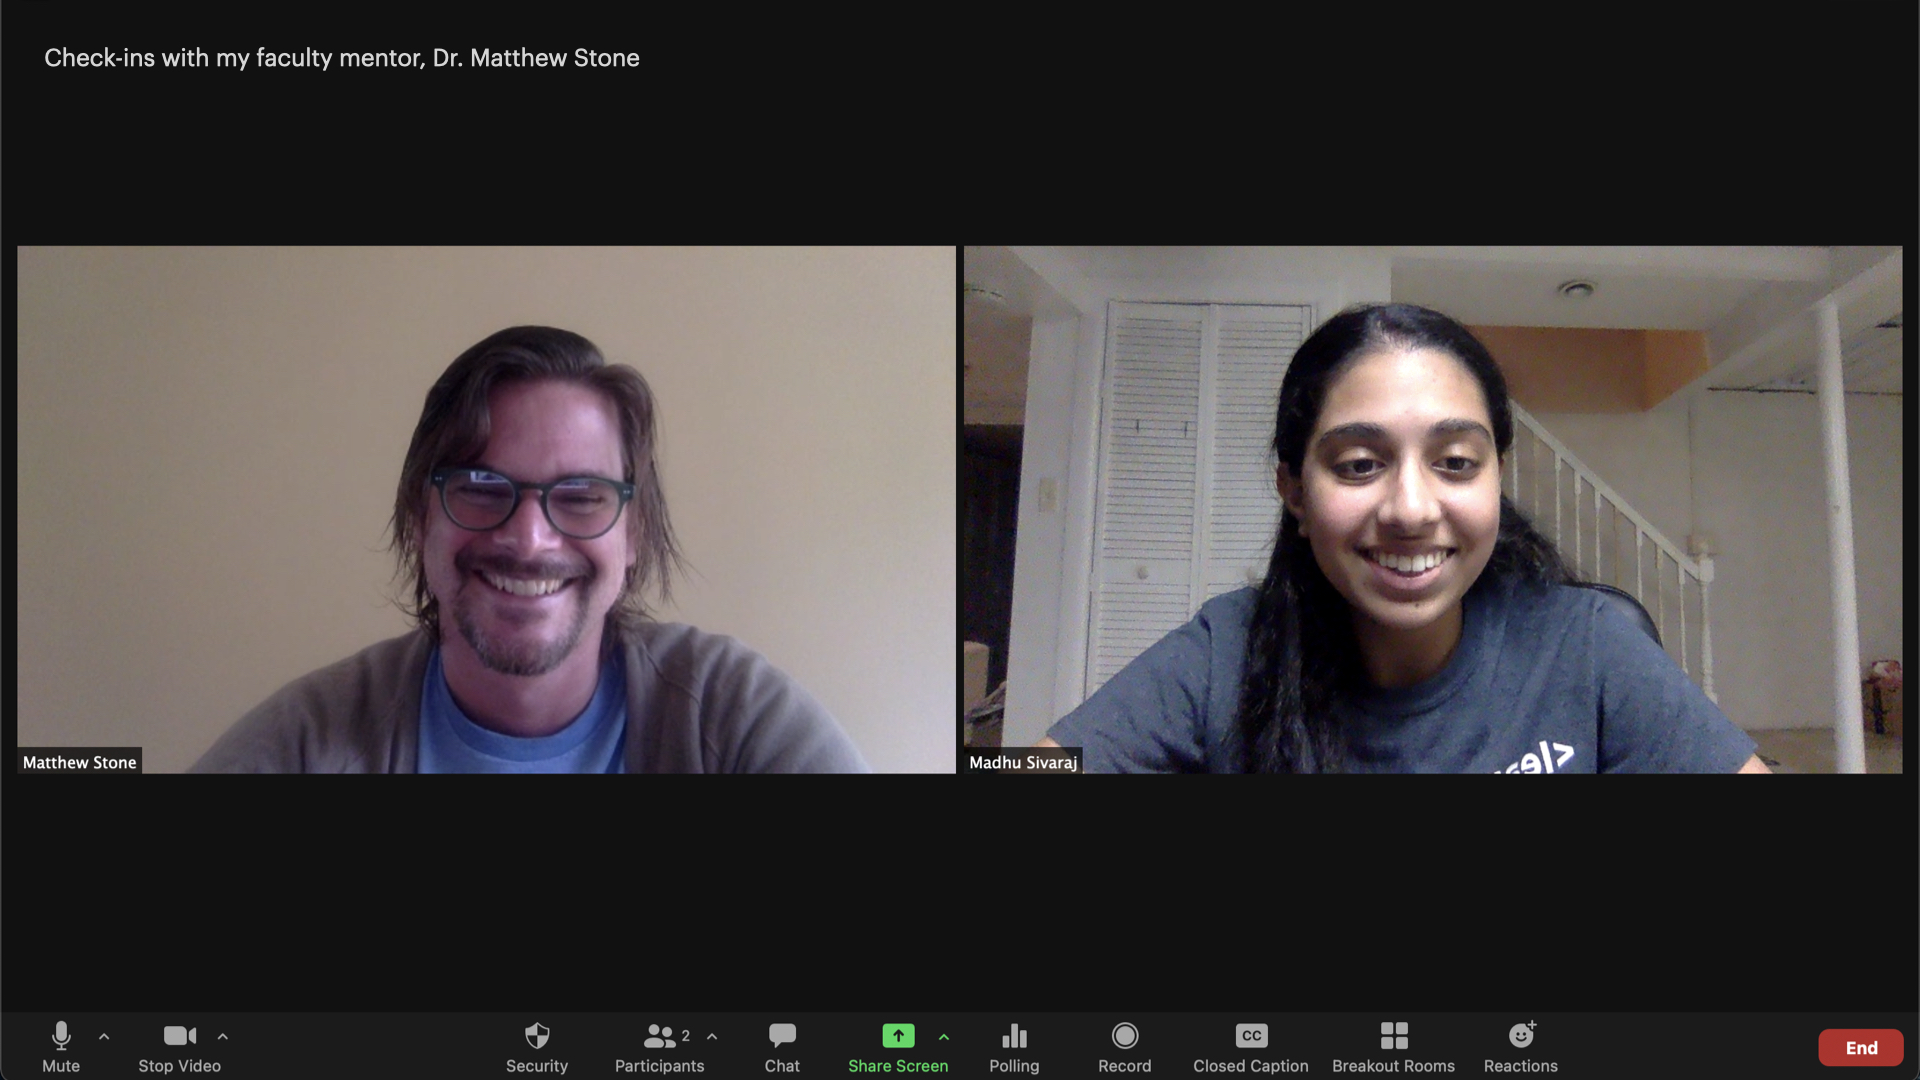 Check-ins with my faculty mentor, Dr. Matthew Stone
Matthew Stone
Madhu Sivaraj
Mute
Stop Video
Security
2
Participants
Chat
Share Screen
Polling
Record
CC
Closed Caption
Breakout Rooms
Reactions
End